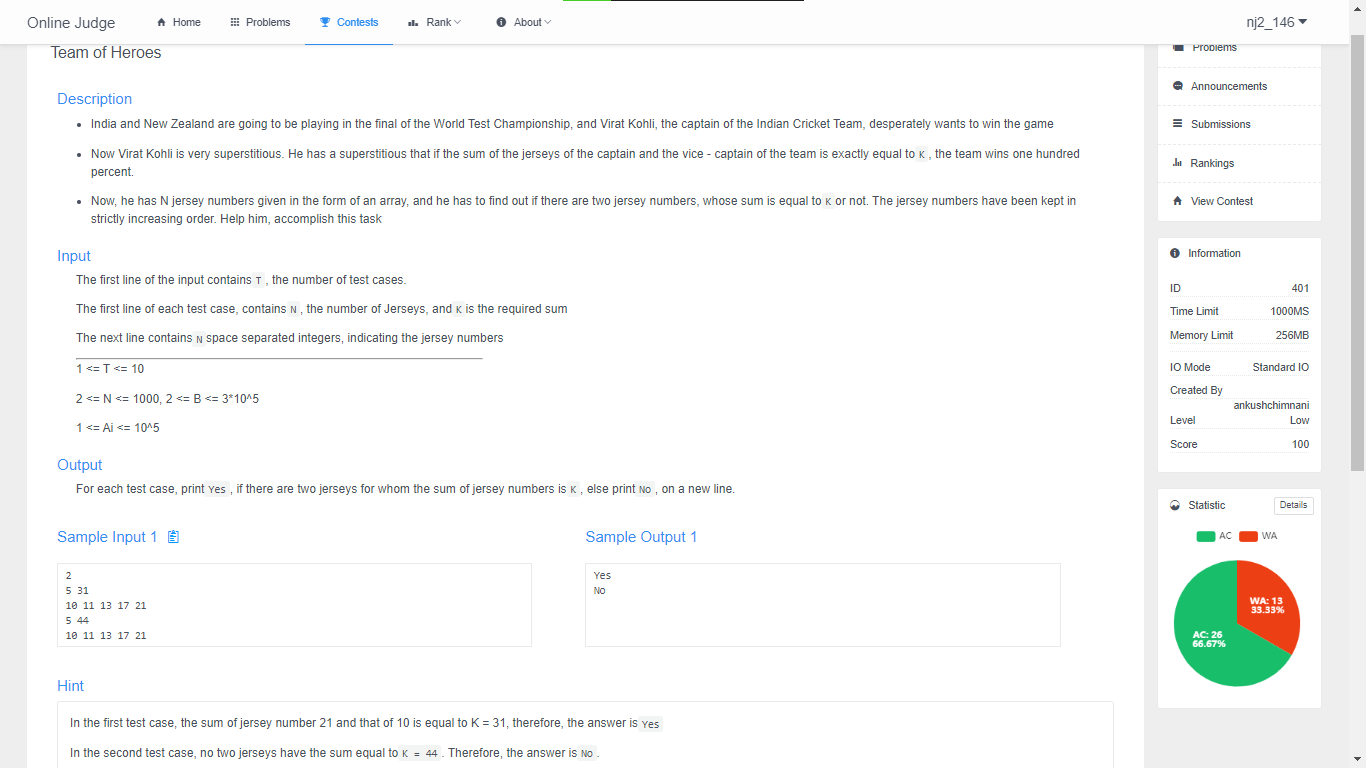 Online Judge
Home
Problems
Contests
Rank
About
nj2_146
Team of Heroes
Description
India and New Zealand are going to be playing in the final of the World Test Championship, and Virat Kohli, the captain of the Indian Cricket Team, desperately wants to win the game
Now Virat Kohli is very superstitious. He has a superstitious that if the sum of the jerseys of the captain and the vice - captain of the team is exactly equal to K , the team wins one hundred
percent.
Now, he has N jersey numbers given in the form of an array, and he has to find out if there are two jersey numbers, whose sum is equal to K or not. The jersey numbers have been kept in
strictly increasing order. Help him, accomplish this task
Input
The first line of the input contains T , the number of test cases.
The first line of each test case, contains N , the number of Jerseys, and K is the required sum
The next line contains N space separated integers, indicating the jersey numbers
1 <= T <= 10
2 <= N <= 1000, 2 <= B <= 3*10^5
1 <= Ai <= 10^5
Output
For each test case, print Yes , if there are two jerseys for whom the sum of jersey numbers is K , else print No , on a new line.
Sample Input 1
2
5 31
10 11 13 17 21
5 44
10 11 13 17 21
Sample Output 1
Yes
No
Hint
In the first test case, the sum of jersey number 21 and that of 10 is equal to K = 31, therefore, the answer is Yes
In the second test case, no two jerseys have the sum equal to K = 44 . Therefore, the answer is No .
Problems
Announcements
Submissions
Rankings
View Contest
Information
ID 401
Time Limit 1000MS
Memory Limit 256MB
IO Mode Standard IO
Created By
ankushchimnani
Level Low
Score 100
Statistic Details
AC WA
WA: 13
33.33%
AC: 26
66.67%